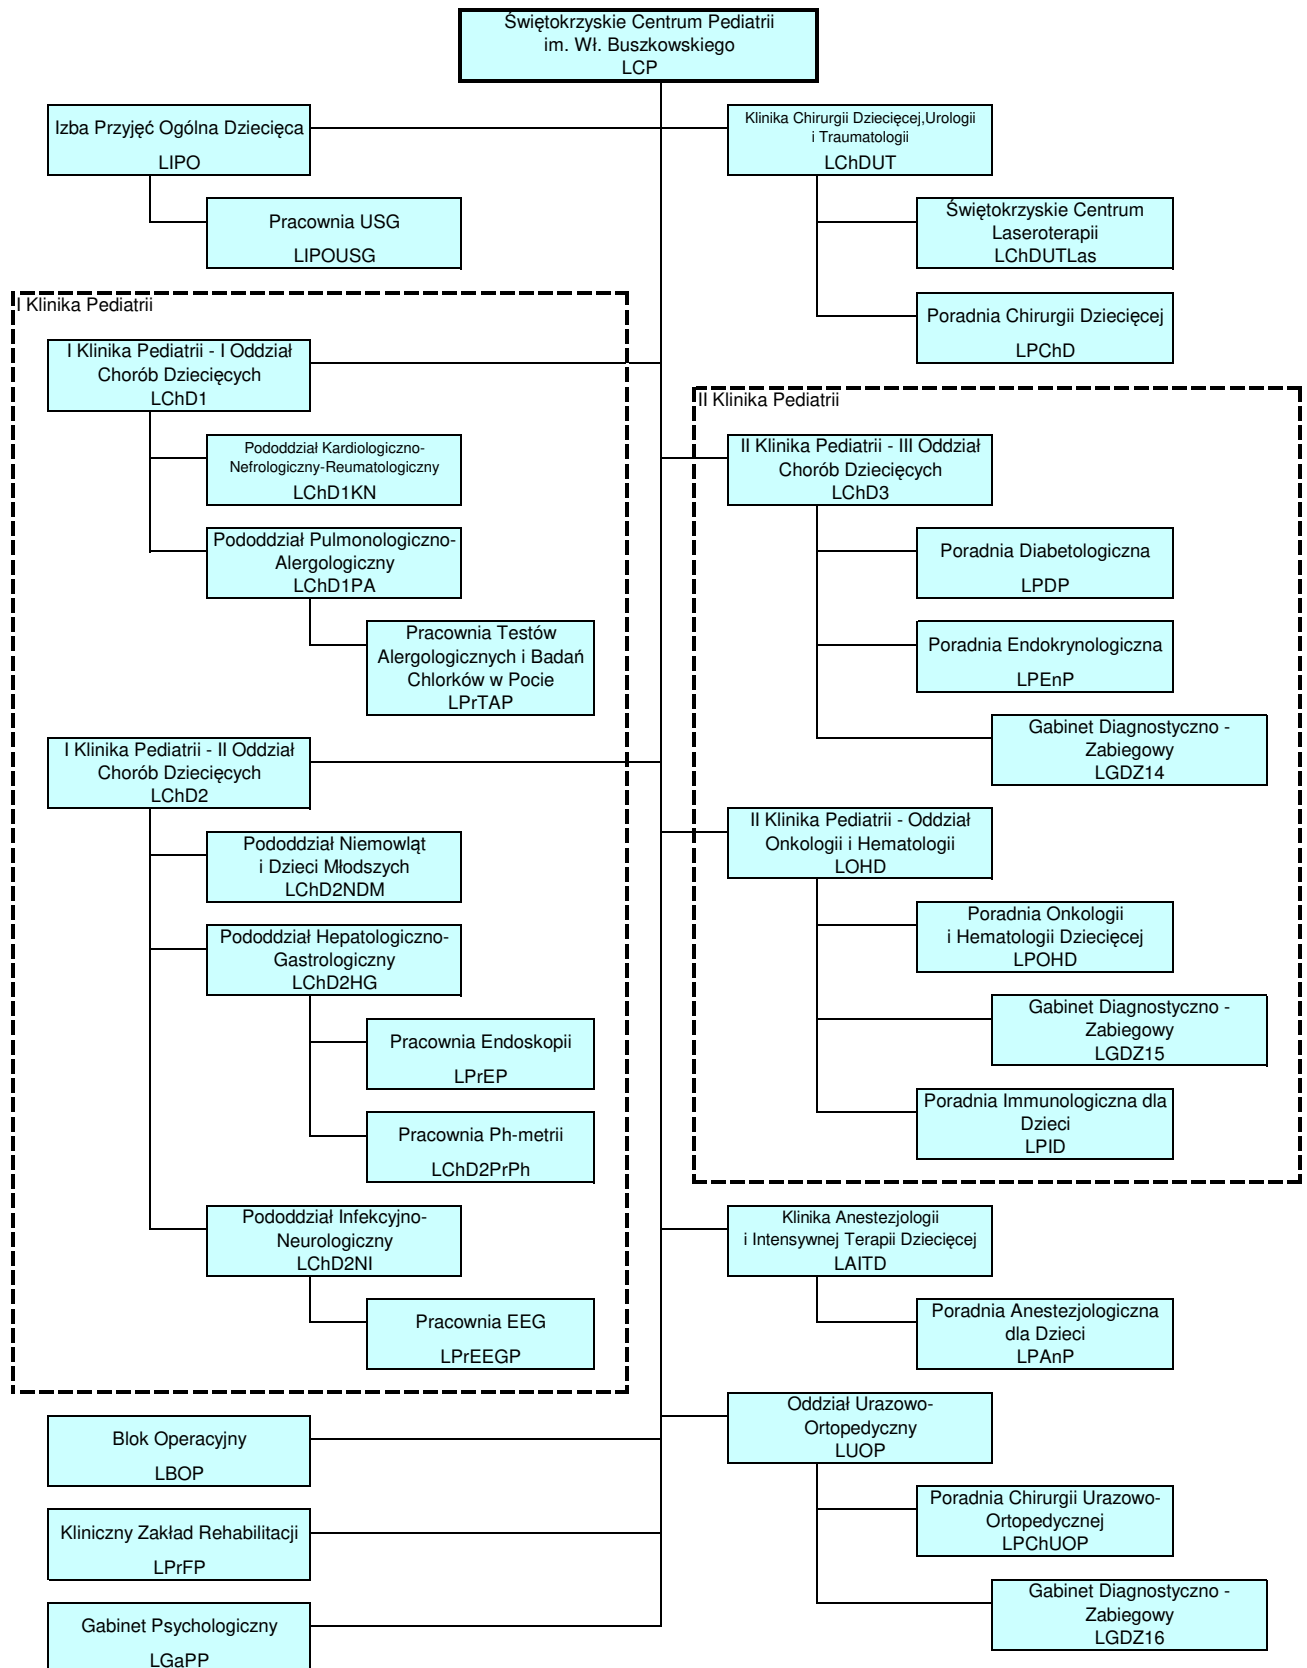 Świętokrzyskie Centrum Pediatrii
im. Wł. Buszkowskiego
LCP
Izba Przyjęć Ogólna Dziecięca
LIPO
Pracownia USG
LIPOUSG
I Klinika Pediatrii
I Klinika Pediatrii - I Oddział
Chorób Dziecięcych
LChD1
Pododdział Kardiologiczno-
Nefrologiczny-Reumatologiczny
LChD1KN
Pododdział Pulmonologiczno-
Alergologiczny
LChD1PA
Pracownia Testów
Alergologicznych i Badań
Chlorków w Pocie
LPrTAP
I Klinika Pediatrii - II Oddział
Chorób Dziecięcych
LChD2
Pododdział Niemowląt
i Dzieci Młodszych
LChD2NDM
Pododdział Hepatologiczno-
Gastrologiczny
LChD2HG
Pracownia Endoskopii
LPrEP
Pracownia Ph-metrii
LChD2PrPh
Pododdział Infekcyjno-
Neurologiczny
LChD2NI
Pracownia EEG
LPrEEGP
Blok Operacyjny
LBOP
Kliniczny Zakład Rehabilitacji
LPrFP
Gabinet Psychologiczny
LGaPP
Klinika Chirurgii Dziecięcej,Urologii
i Traumatologii
LChDUT
Świętokrzyskie Centrum
Laseroterapii
LChDUTLas
Poradnia Chirurgii Dziecięcej
LPChD
II Klinika Pediatrii
II Klinika Pediatrii - III Oddział
Chorób Dziecięcych
LChD3
Poradnia Diabetologiczna
LPDP
Poradnia Endokrynologiczna
LPEnP
Gabinet Diagnostyczno -
Zabiegowy
LGDZ14
II Klinika Pediatrii - Oddział
Onkologii i Hematologii
LOHD
Poradnia Onkologii
i Hematologii Dziecięcej
LPOHD
Gabinet Diagnostyczno -
Zabiegowy
LGDZ15
Poradnia Immunologiczna dla
Dzieci
LPID
Klinika Anestezjologii
i Intensywnej Terapii Dziecięcej
LAITD
Poradnia Anestezjologiczna
dla Dzieci
LPAnP
Oddział Urazowo-
Ortopedyczny
LUOP
Poradnia Chirurgii Urazowo-
Ortopedycznej
LPChUOP
Gabinet Diagnostyczno -
Zabiegowy
LGDZ16